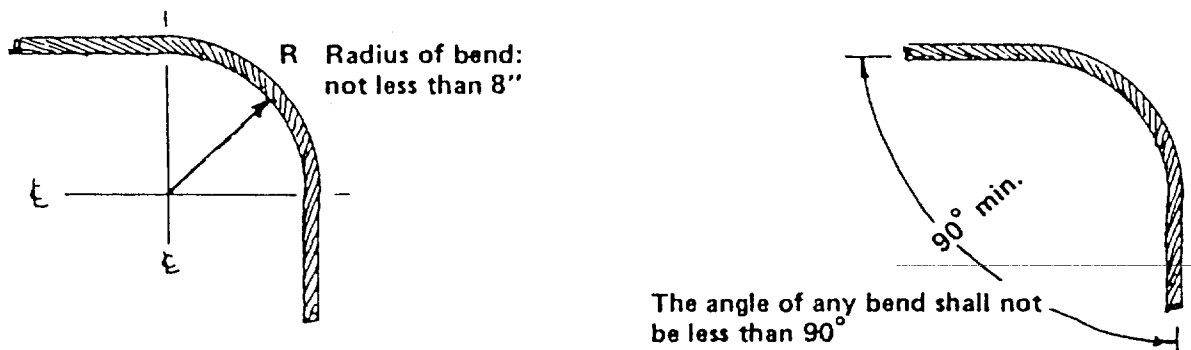 R Radius of bend:
not less than 8"
℄
℄
90° min.
The angle of any bend shall not
be less than 90°